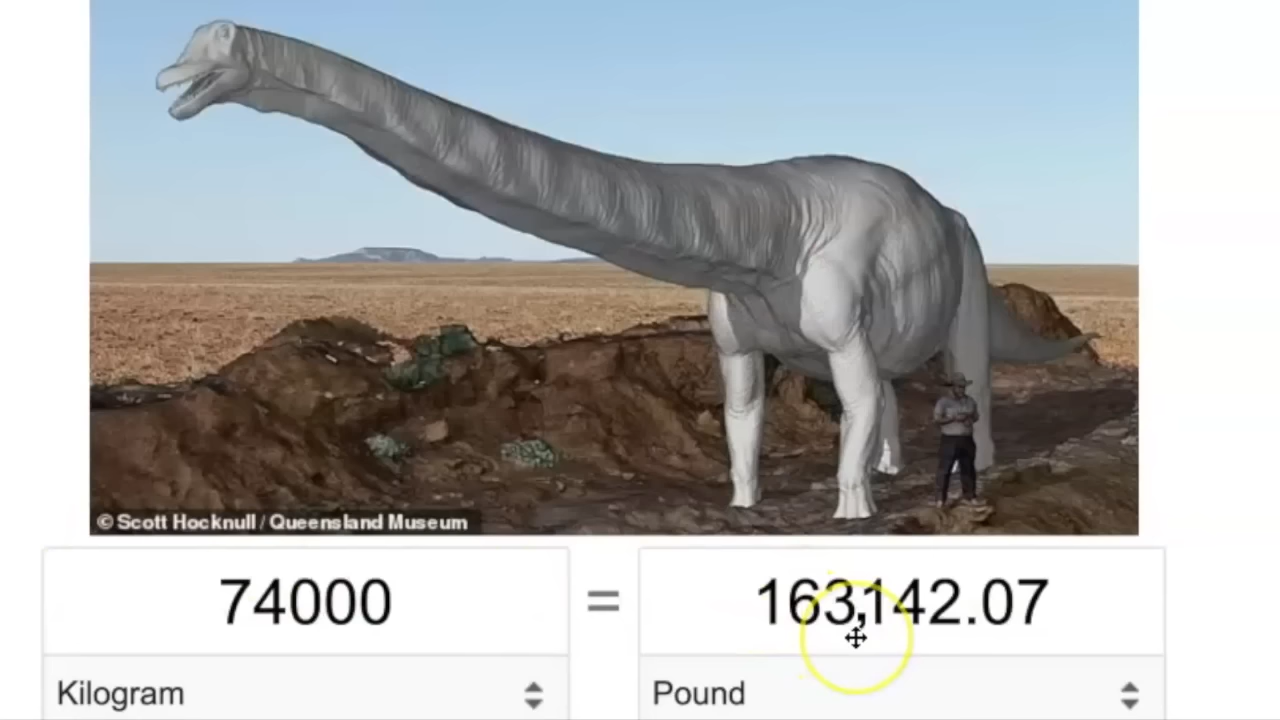 © Scott Hocknull / Queensland Museum
74000 = 163,142.07
Kilogram Pound